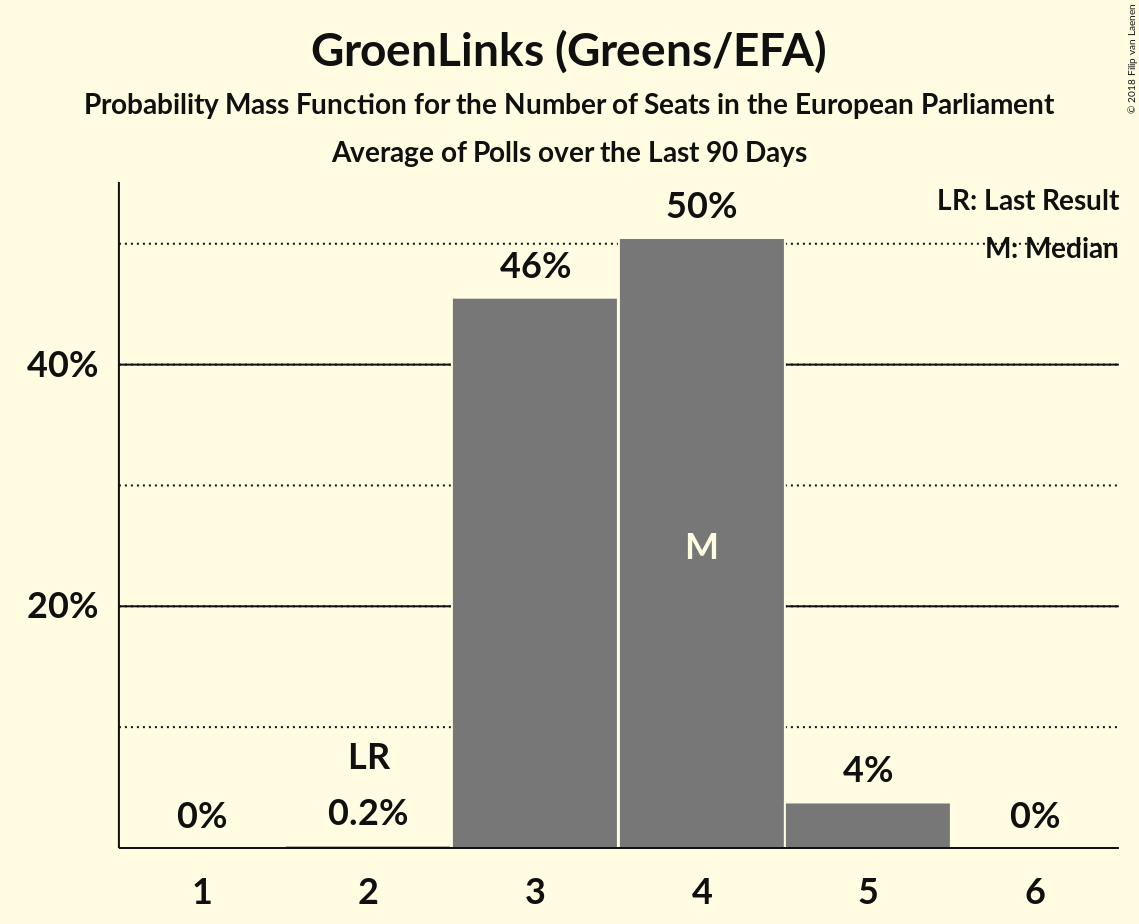 GroenLinks (Greens/EFA)
Probability Mass Function for the Number of Seats in the European Parliament
Average of Polls over the Last 90 Days
© 2018 Filip van Laenen
LR: Last Result
M: Median
50%
46%
40%
M
20%
LR
4%
0%
0.2%
0%
1 2 3 4 5 6